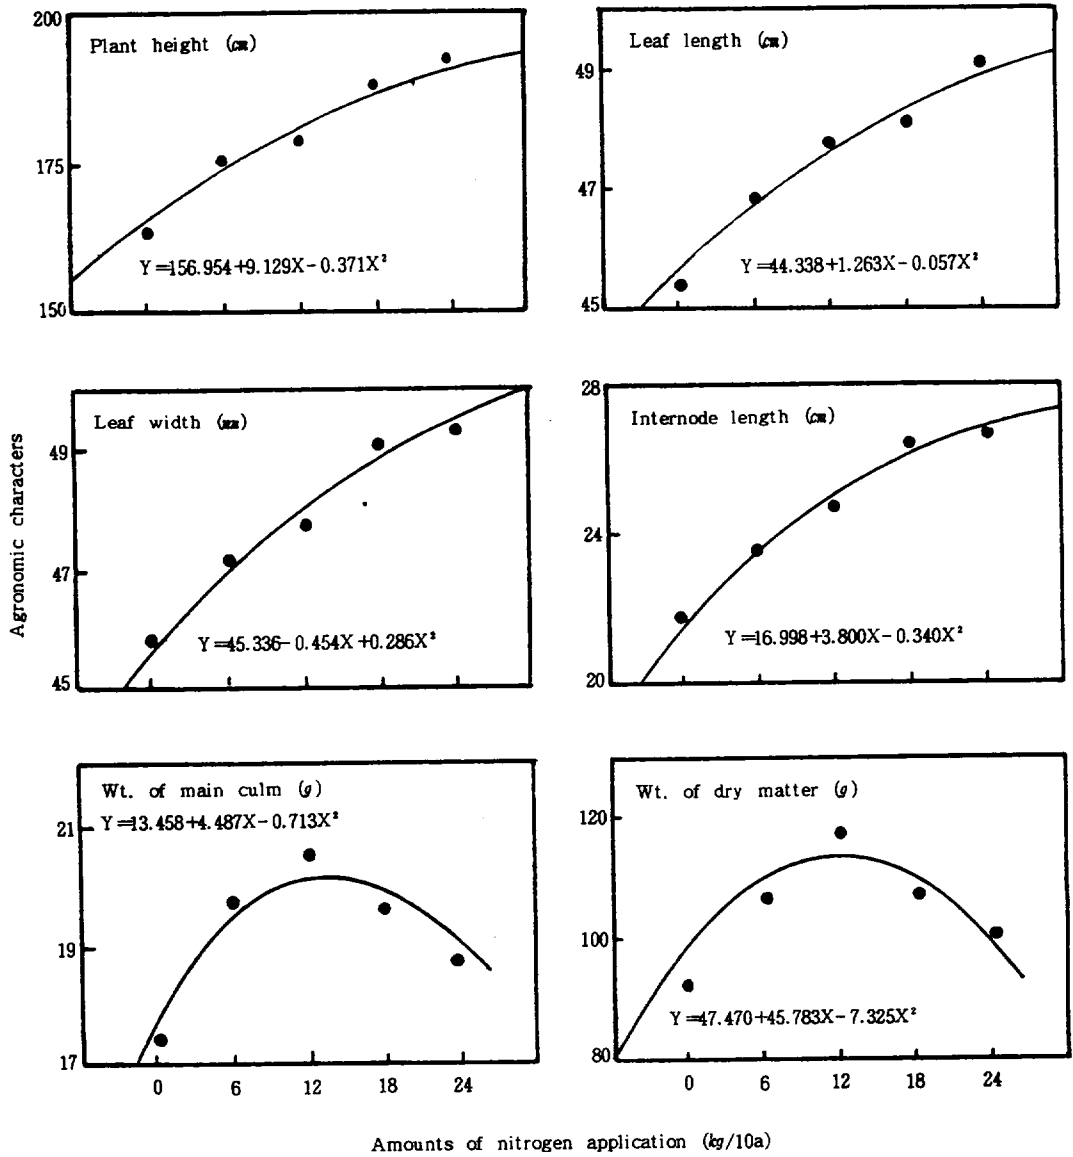 200
Plant height (cm)
175
150
Y=156.954+9.129X-0.371X²
Leaf length (cm)
49
47
45
Y=44.338+1.263X-0.057X²
Agronomic characters
Leaf width (mm)
49
47
45
Y=45.336-0.454X+0.286X²
28
Internode length (cm)
24
20
Y=16.998+3.800X-0.340X²
Wt. of main culm (g)
Y=13.458+4.487X-0.713X²
21
19
17
0 6 12 18 24
Wt. of dry matter (g)
120
100
80
Y=47.470+45.783X-7.325X²
0 6 12 18 24
Amounts of nitrogen application (kg/10a)